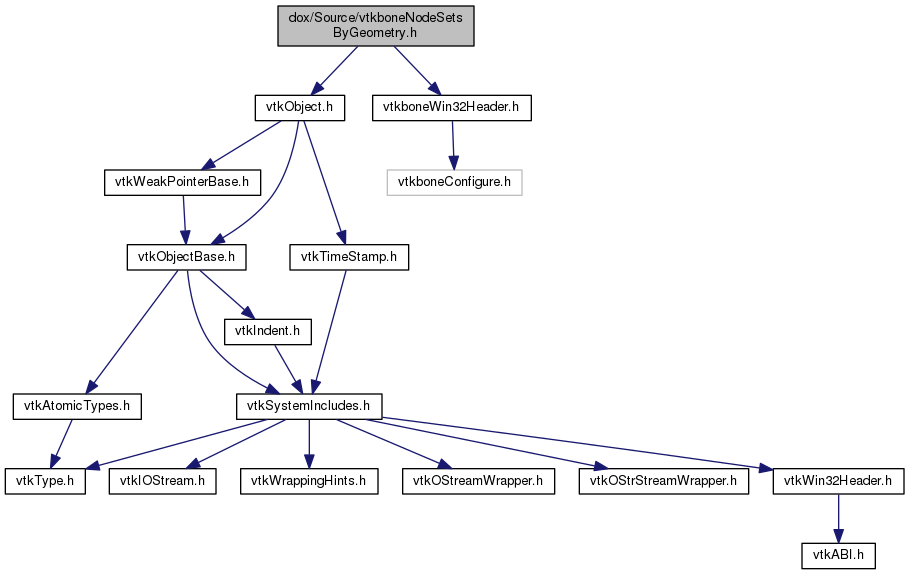 dox/Source/vtkboneNodeSets
ByGeometry.h
vtkObject.h
vtkboneWin32Header.h
vtkWeakPointerBase.h
vtkboneConfigure.h
vtkObjectBase.h
vtkTimeStamp.h
vtkIndent.h
vtkAtomicTypes.h
vtkSystemIncludes.h
vtkType.h
vtkIOStream.h
vtkWrappingHints.h
vtkOStreamWrapper.h
vtkOStrStreamWrapper.h
vtkWin32Header.h
vtkABI.h